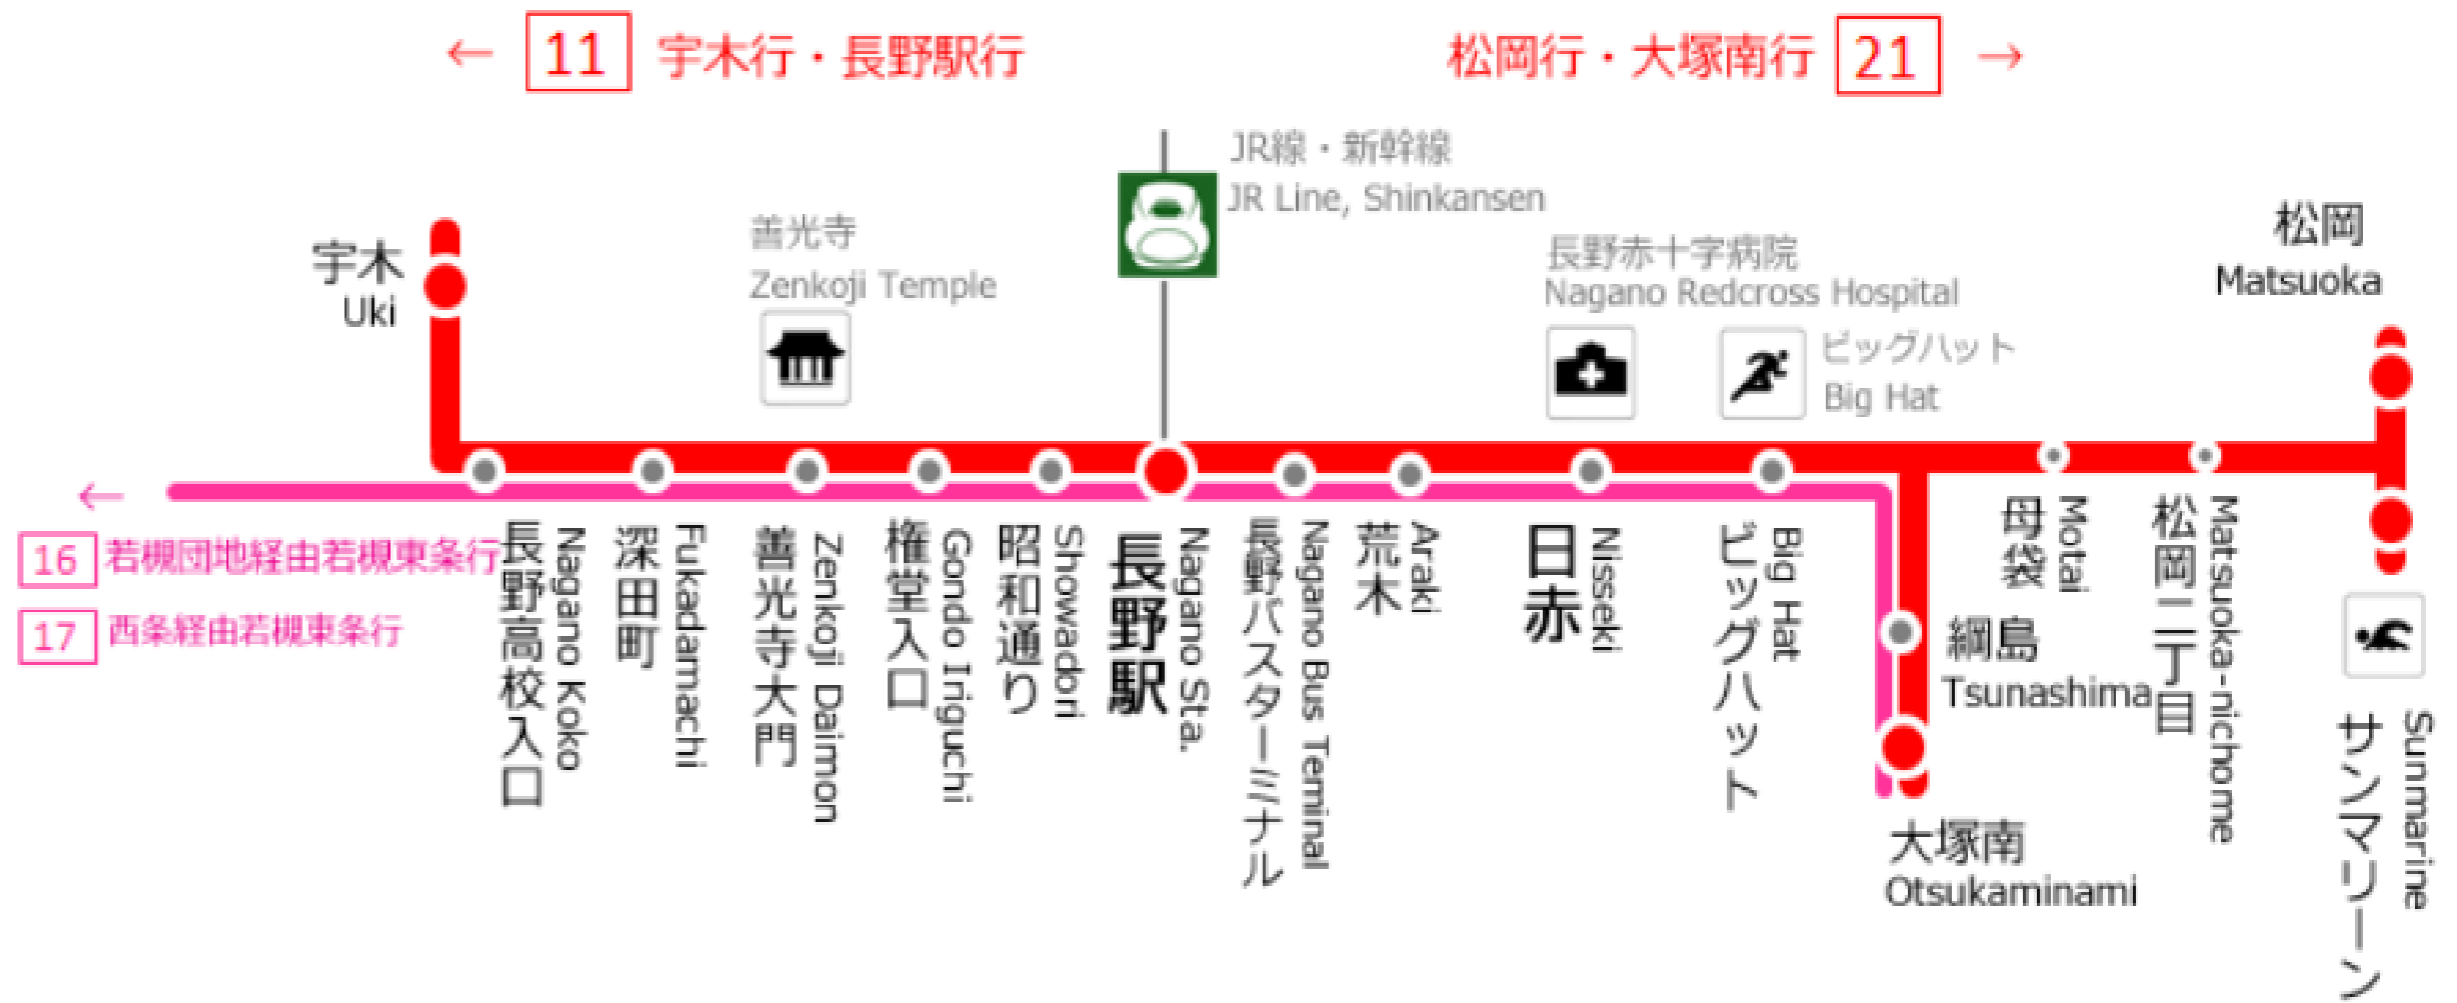 ← 11 宇木行・長野駅行
松岡行・大塚南行 21 →
JR線・新幹線
JR Line, Shinkansen
善光寺
Zenkoji Temple
長野赤十字病院
Nagano Redcross Hospital
ビッグハット
Big Hat
宇木
Uki
松岡
Matsuoka
←
16 若槻団地経由若槻東条行
17 西条経由若槻東条行
長野高校入口
Nagano Koko
深田町
Fukadamachi
善光寺大門
Zenkoji Daimon
権堂入口
Gondo Iriguchi
昭和通り
Showadori
長野駅
Nagano Sta.
長野バスターミナル
Nagano Bus Teminal
荒木
Araki
日赤
Nisseki
ビッグハット
Big Hat
綱島
Tsunashima
大塚南
Otsukaminami
母袋
Motai
松岡二丁目
Matsuoka-nichome
サンマリーン
Sunmarine